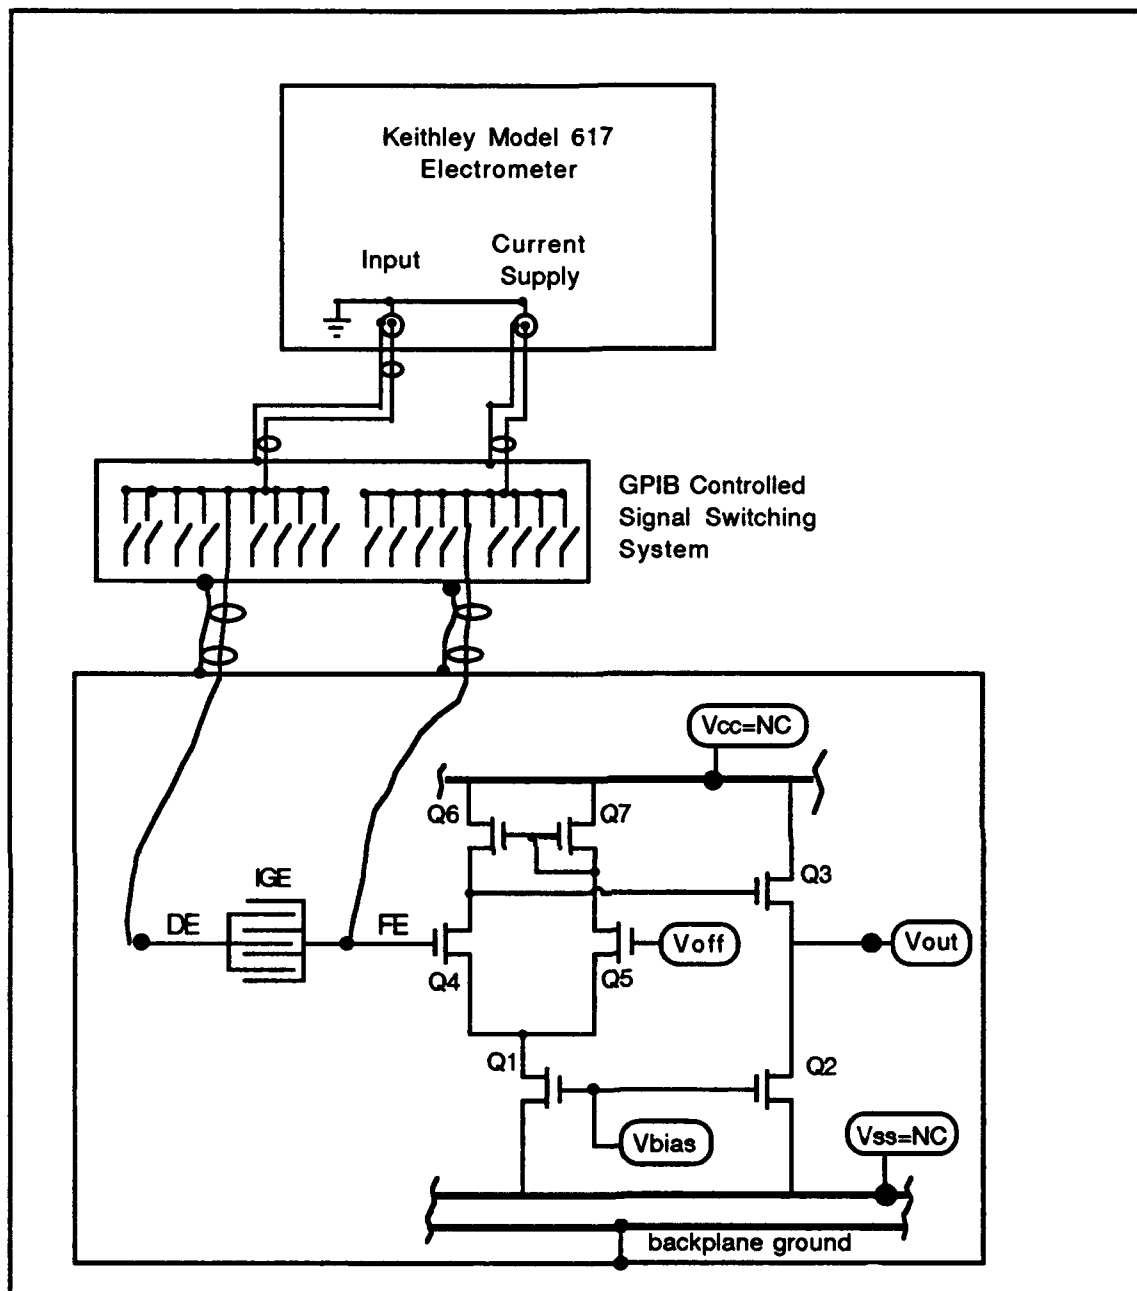 Keithley Model 617
Electrometer
Input
Current
Supply
GPIB Controlled
Signal Switching
System
Vcc=NC
Q6
Q7
IGE
Q3
DE
FE
Voff
Vout
Q4
Q5
Q1
Q2
Vbias
Vss=NC
backplane ground